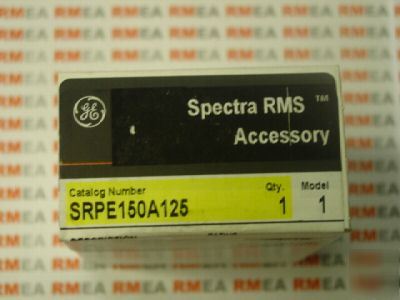 GE
Spectra RMS ™
Accessory
Catalog Number Qty. Model
SRPE150A125 1 1